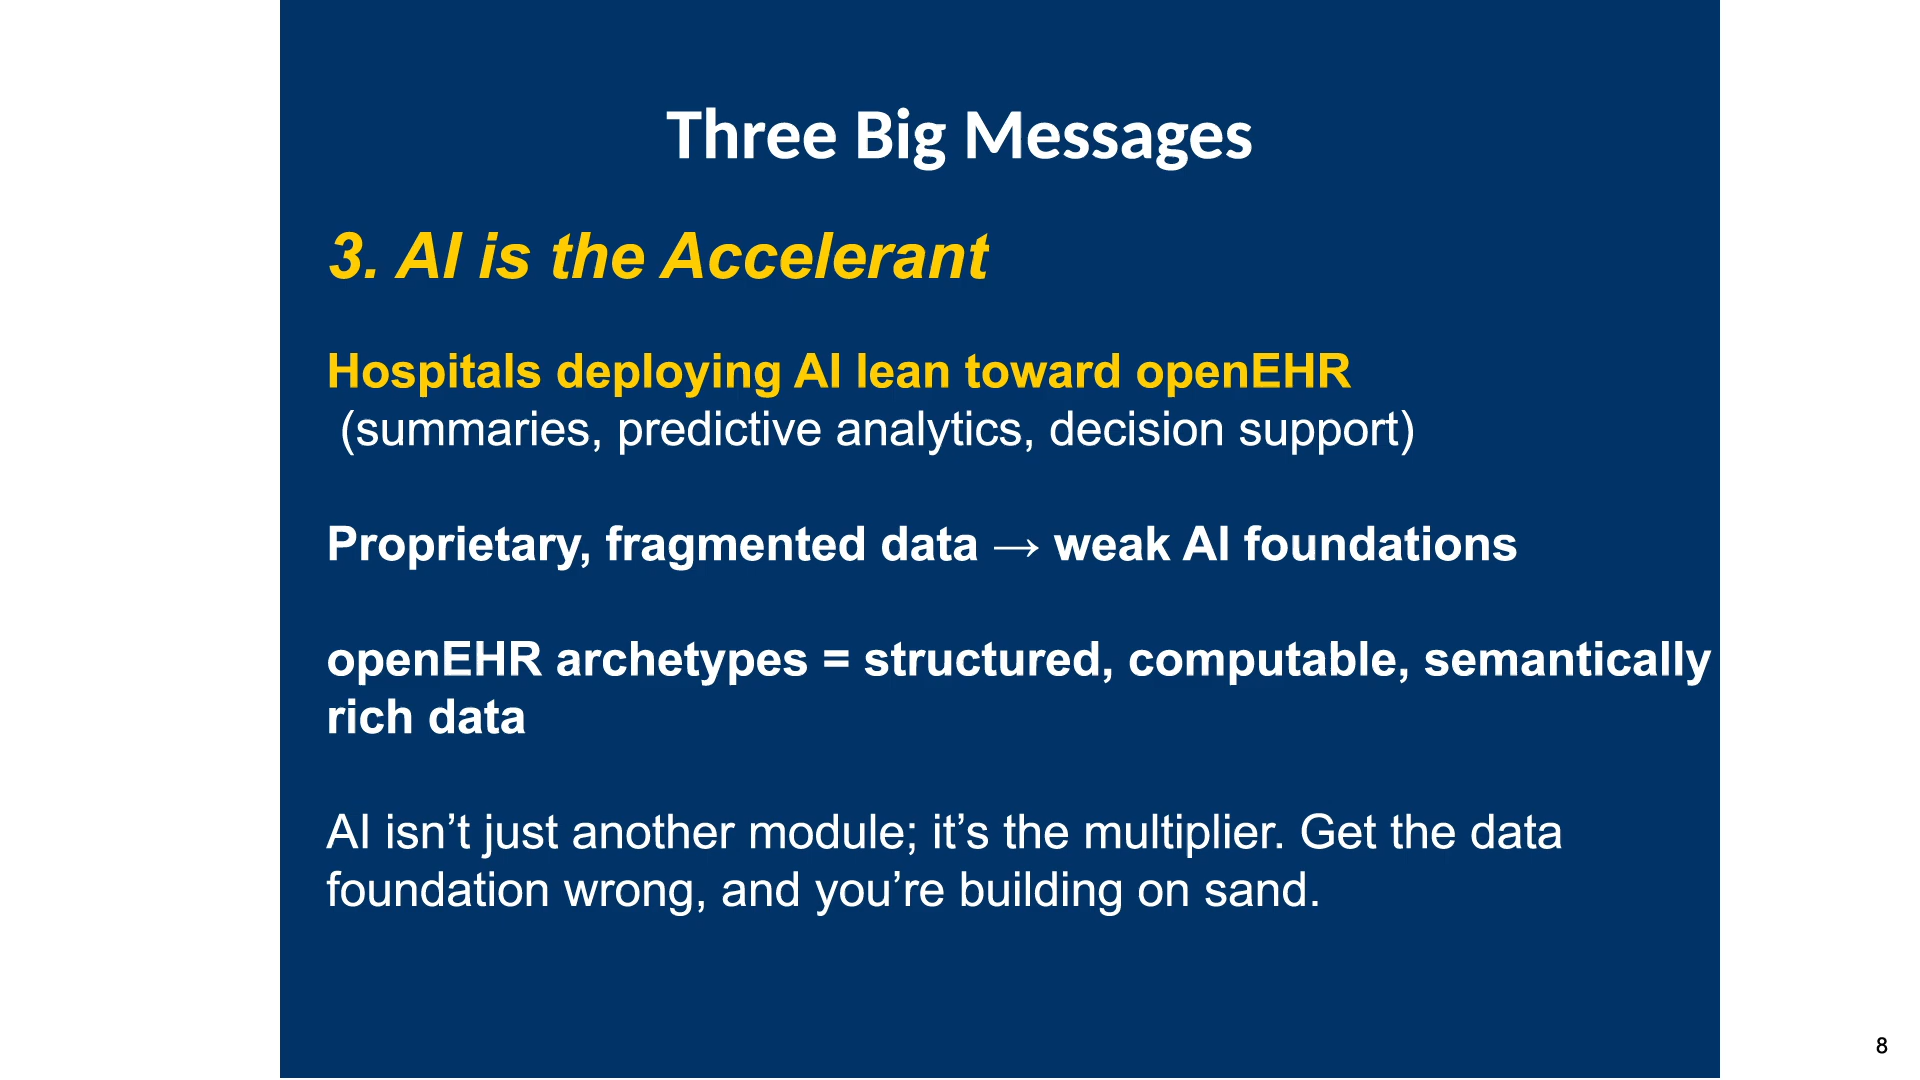 Three Big Messages
3. AI is the Accelerant
Hospitals deploying AI lean toward openEHR
(summaries, predictive analytics, decision support)
Proprietary, fragmented data → weak AI foundations
openEHR archetypes = structured, computable, semantically
rich data
AI isn’t just another module; it’s the multiplier. Get the data
foundation wrong, and you’re building on sand.
8